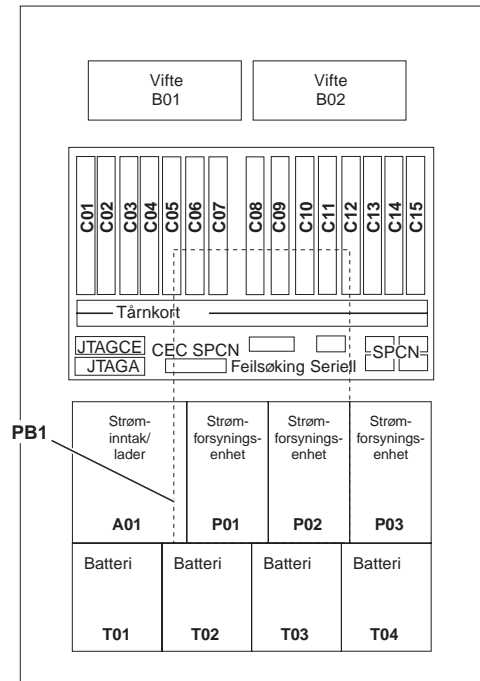 Vifte
B01
Vifte
B02
C01 C02 C03 C04 C05 C06 C07 C08 C09 C10 C11 C12 C13 C14 C15
Tårnkort
JTAGCE CEC SPCN SPCN
JTAGA Feilsøking Seriell
PB1
Strøm-
inntak/
lader
A01
Strøm-
forsynings-
enhet
P01
Strøm-
forsynings-
enhet
P02
Strøm-
forsynings-
enhet
P03
Batteri
T01
Batteri
T02
Batteri
T03
Batteri
T04